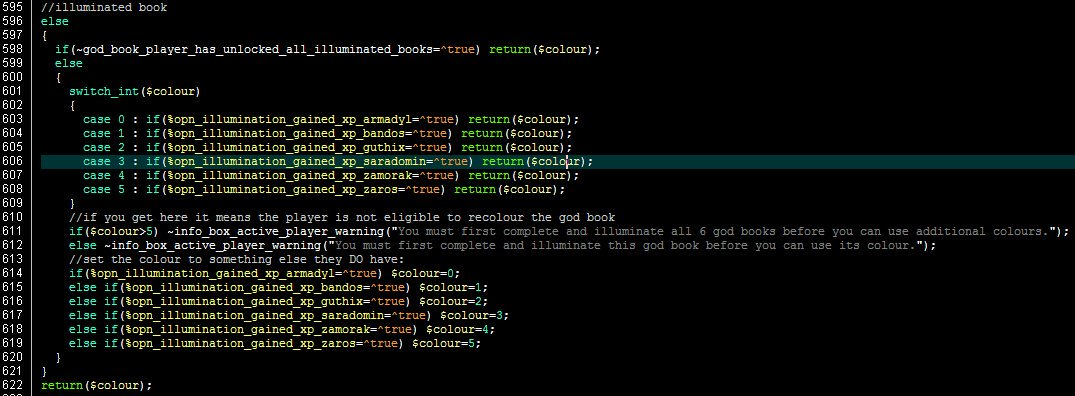 595 //illuminated book
596 else
597 {
598 if(~god_book_player_has_unlocked_all_illuminated_books=^true) return($colour);
599 else
600 {
601 switch_int($colour)
602 {
603 case 0 : if(%opn_illumination_gained_xp_armadyl=^true) return($colour);
604 case 1 : if(%opn_illumination_gained_xp_bandos=^true) return($colour);
605 case 2 : if(%opn_illumination_gained_xp_guthix=^true) return($colour);
606 case 3 : if(%opn_illumination_gained_xp_saradomin=^true) return($colour);
607 case 4 : if(%opn_illumination_gained_xp_zamorak=^true) return($colour);
608 case 5 : if(%opn_illumination_gained_xp_zaros=^true) return($colour);
609 }
610 //if you get here it means the player is not eligible to recolour the god book
611 if($colour>5) ~info_box_active_player_warning("You must first complete and illuminate all 6 god books before you can use additional colours.");
612 else ~info_box_active_player_warning("You must first complete and illuminate this god book before you can use its colour.");
613 //set the colour to something else they DO have:
614 if(%opn_illumination_gained_xp_armadyl=^true) $colour=0;
615 else if(%opn_illumination_gained_xp_bandos=^true) $colour=1;
616 else if(%opn_illumination_gained_xp_guthix=^true) $colour=2;
617 else if(%opn_illumination_gained_xp_saradomin=^true) $colour=3;
618 else if(%opn_illumination_gained_xp_zamorak=^true) $colour=4;
619 else if(%opn_illumination_gained_xp_zaros=^true) $colour=5;
620 }
621 }
622 return($colour);